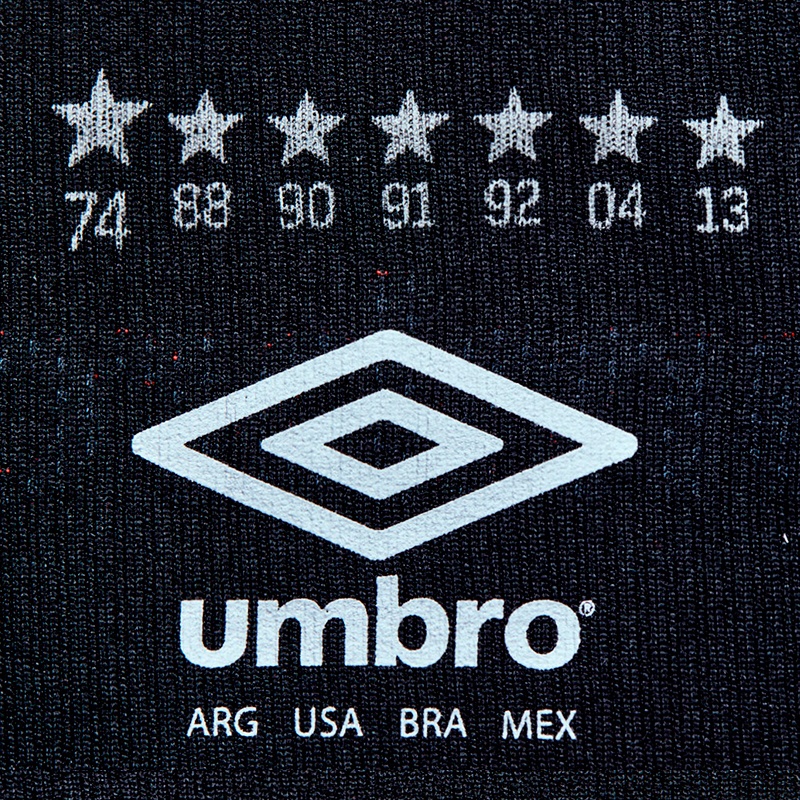 74 88 90 91 92 04 13
umbro®
ARG USA BRA MEX